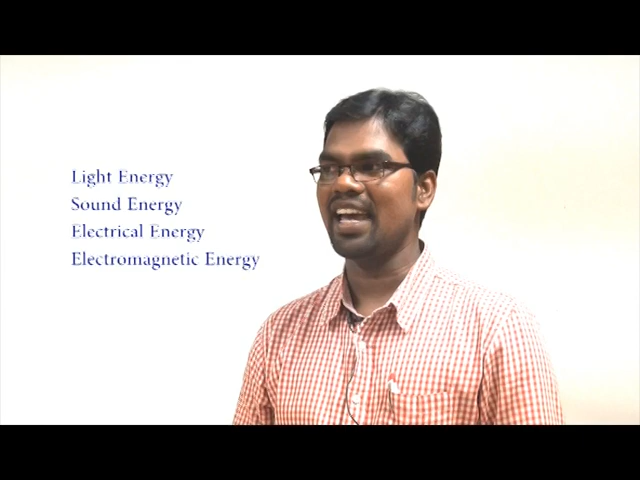 Light Energy
Sound Energy
Electrical Energy
Electromagnetic Energy